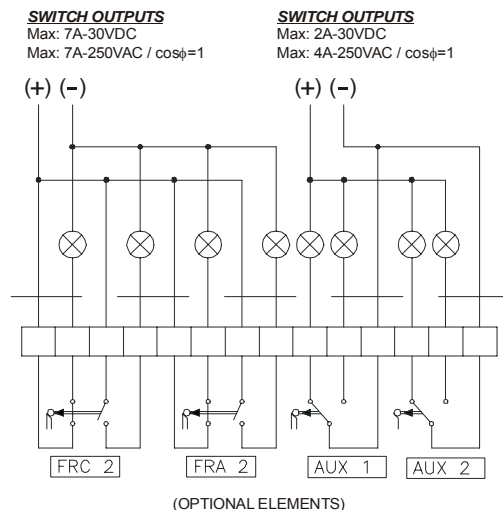 SWITCH OUTPUTS
Max: 7A-30VDC
Max: 7A-250VAC / cosϕ=1
(+) (-)
SWITCH OUTPUTS
Max: 2A-30VDC
Max: 4A-250VAC / cosϕ=1
(+) (-)
FRC 2
FRA 2
AUX 1
AUX 2
(OPTIONAL ELEMENTS)